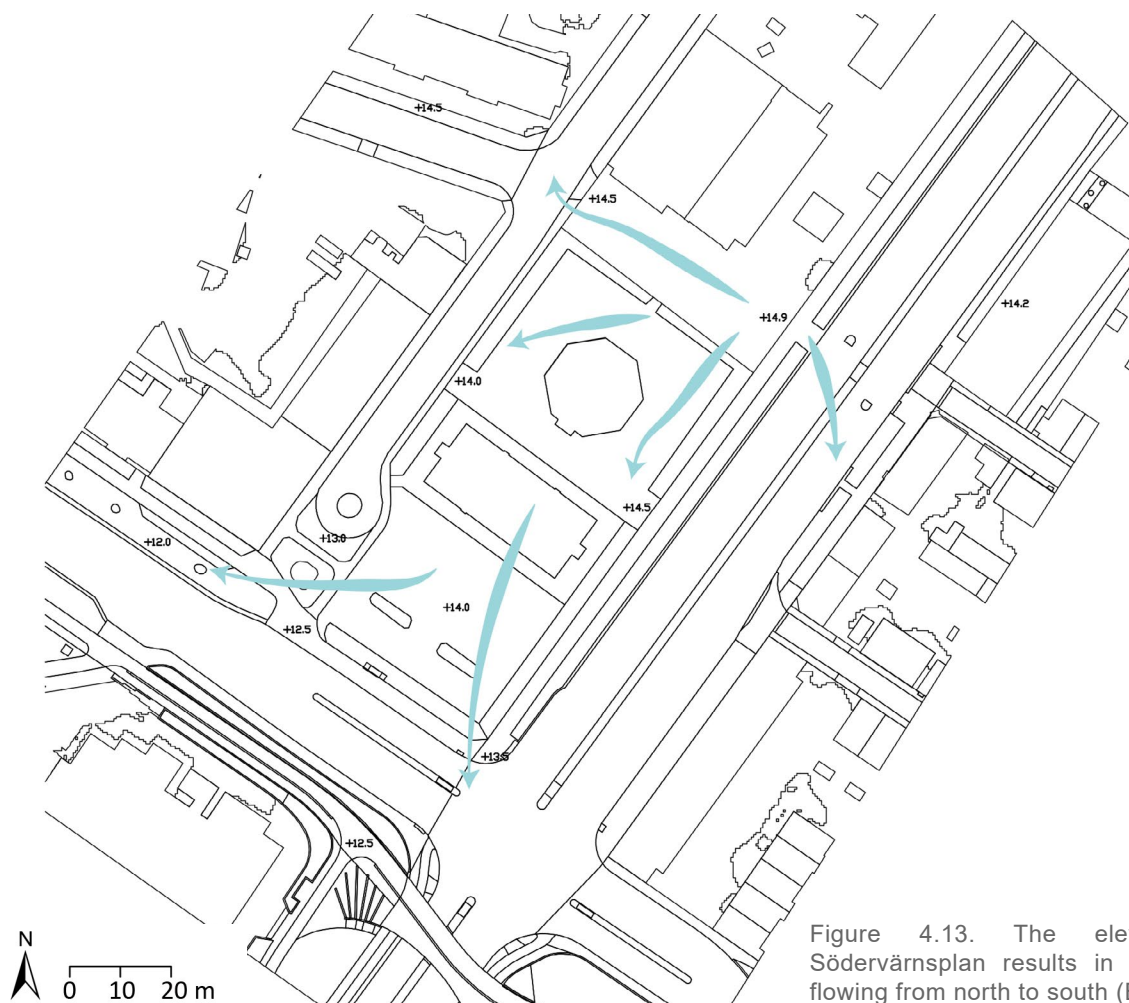 +14.5
+14.5
+14.2
+14.9
+14.0
+14.5
+13.0
+12.0
+14.0
+12.5
+13.5
+12.5
N
0 10 20 m
Figure 4.13. The ele
Södervärnsplan results in
flowing from north to south (E